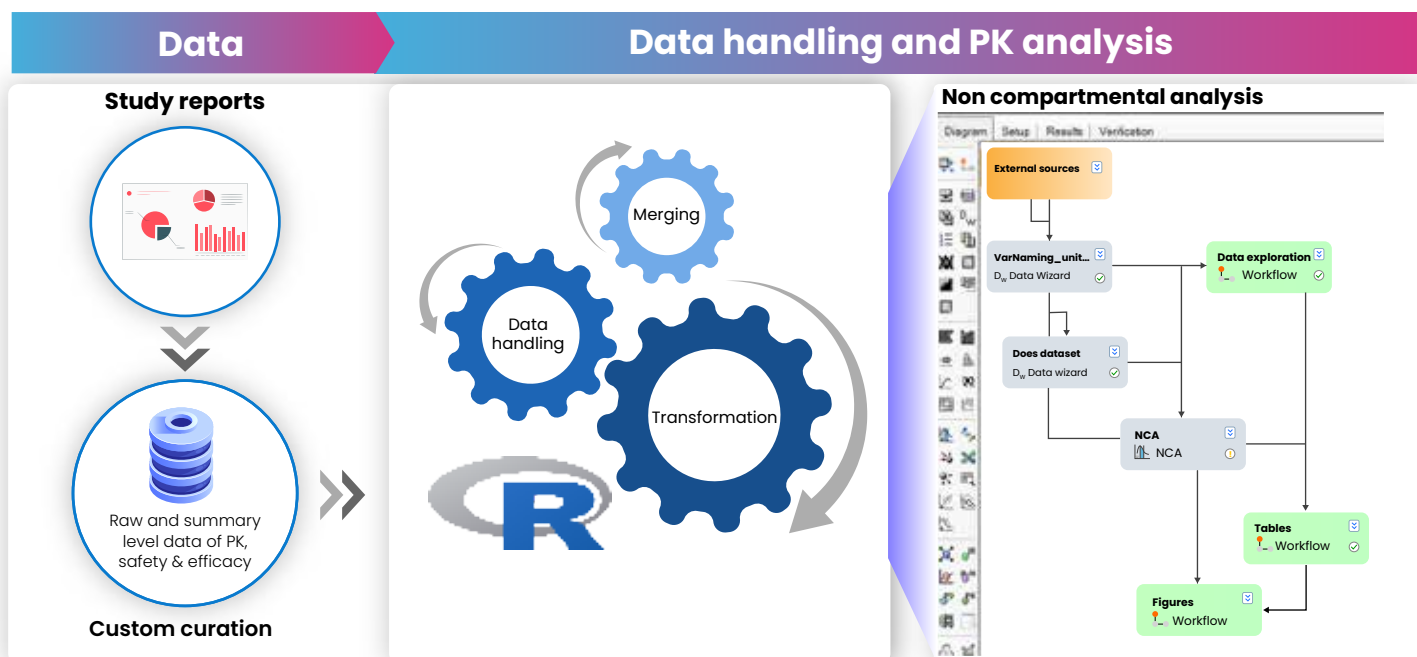 Data
Data handling and PK analysis
Study reports
Raw and summary
level data of PK,
safety & efficacy
Custom curation
Merging
Data
handling
Transformation
R
Non compartmental analysis
Diagram Setup Results Verification
External sources
VarNaming_unit...
Dw Data Wizard
Data exploration
Workflow
Does dataset
Dw Data wizard
NCA
NCA
Tables
Workflow
Figures
Workflow